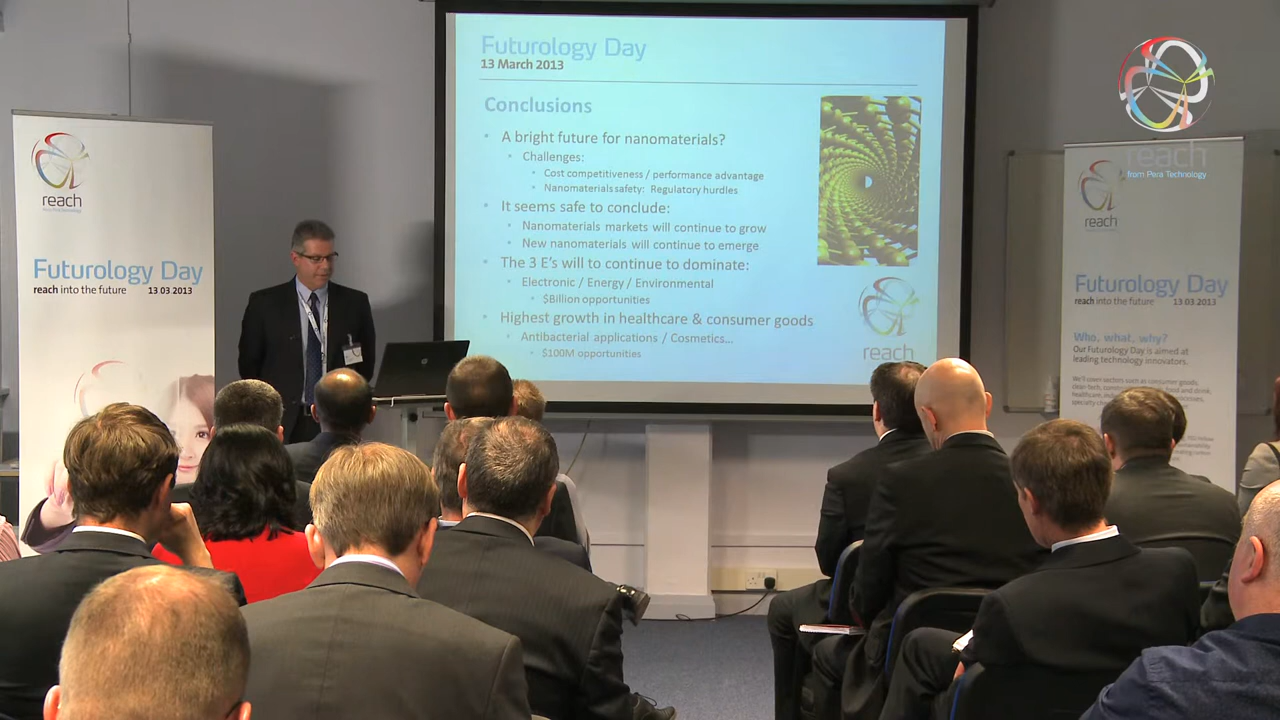 Futurology Day
13 March 2013
Conclusions
• A bright future for nanomaterials?
• Challenges:
• Cost competitiveness / performance advantage
• Nanomaterials safety: Regulatory hurdles
• It seems safe to conclude:
• Nanomaterials markets will continue to grow
• New nanomaterials will continue to emerge
• The 3 E's will to continue to dominate:
• Electronic / Energy / Environmental
• $Billion opportunities
• Highest growth in healthcare & consumer goods
• Antibacterial applications / Cosmetics...
• $100M opportunities
reach
reach
Futurology Day
reach into the future 13 03 2013
reach
from Pera Technology
reach
Futurology Day
reach into the future 13 03 2013
Who, what, why?
Our Futurology Day is aimed at
leading technology innovators.